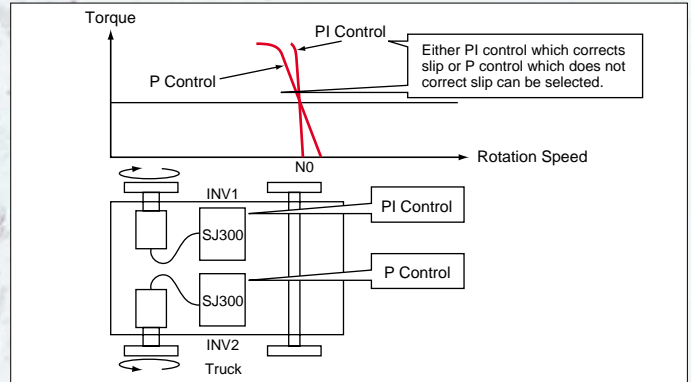 Torque
PI Control
Either PI control which corrects
slip or P control which does not
correct slip can be selected.
P Control
N0
Rotation Speed
INV1
PI Control
SJ300
P Control
SJ300
INV2
Truck